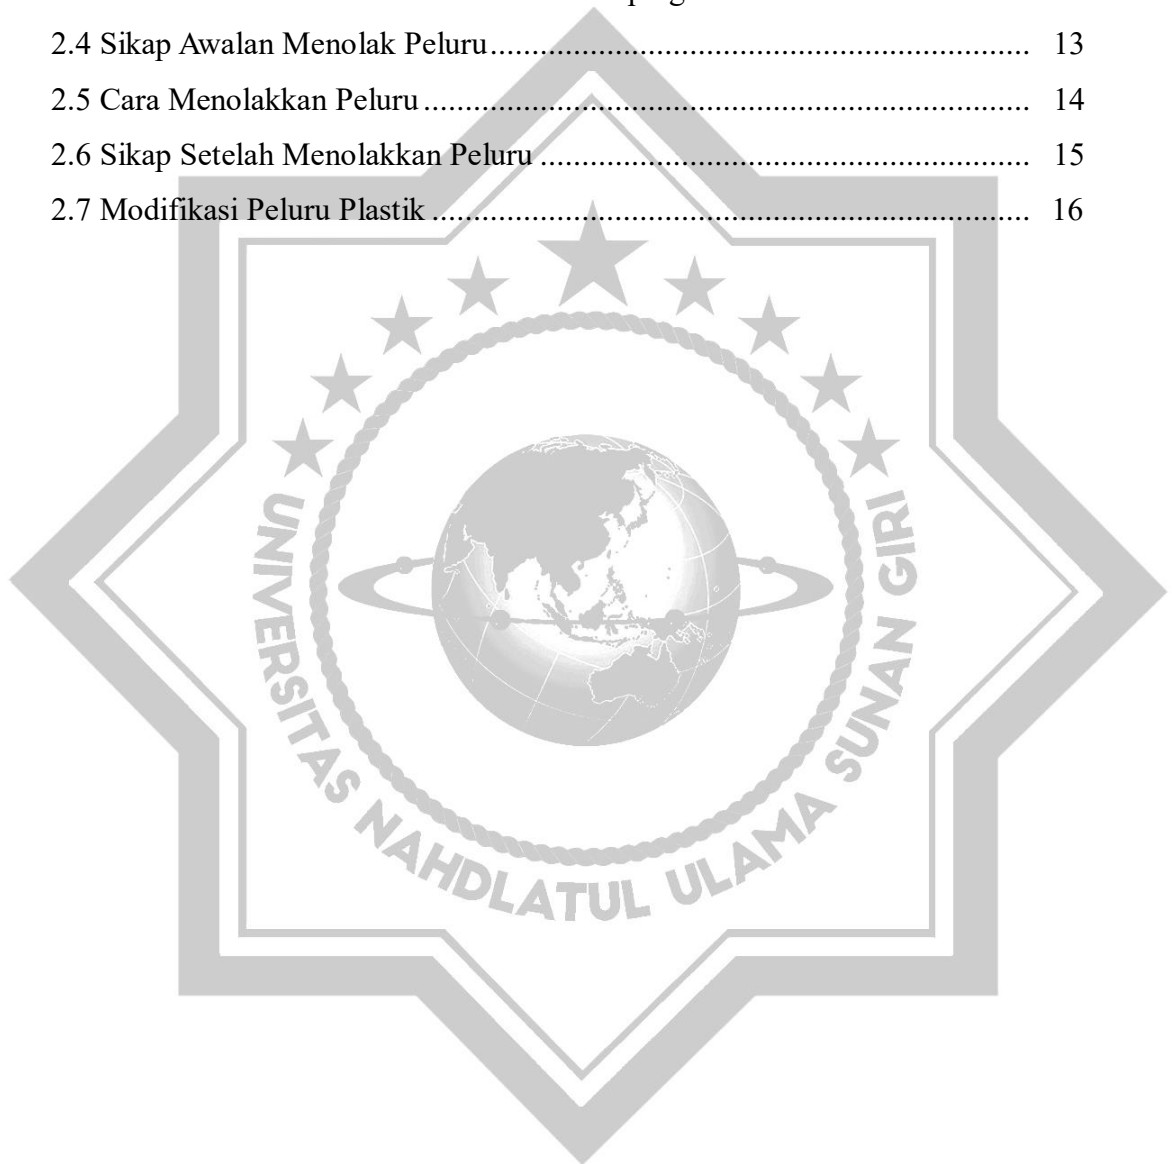 2.4 Sikap Awalan Menolak Peluru................................................................. 13
2.5 Cara Menolakkan Peluru......................................................................... 14
2.6 Sikap Setelah Menolakkan Peluru........................................................... 15
2.7 Modifikasi Peluru Plastik........................................................................ 16
UNIVERSITAS NAHDLATUL ULAMA SUNAN GIRI